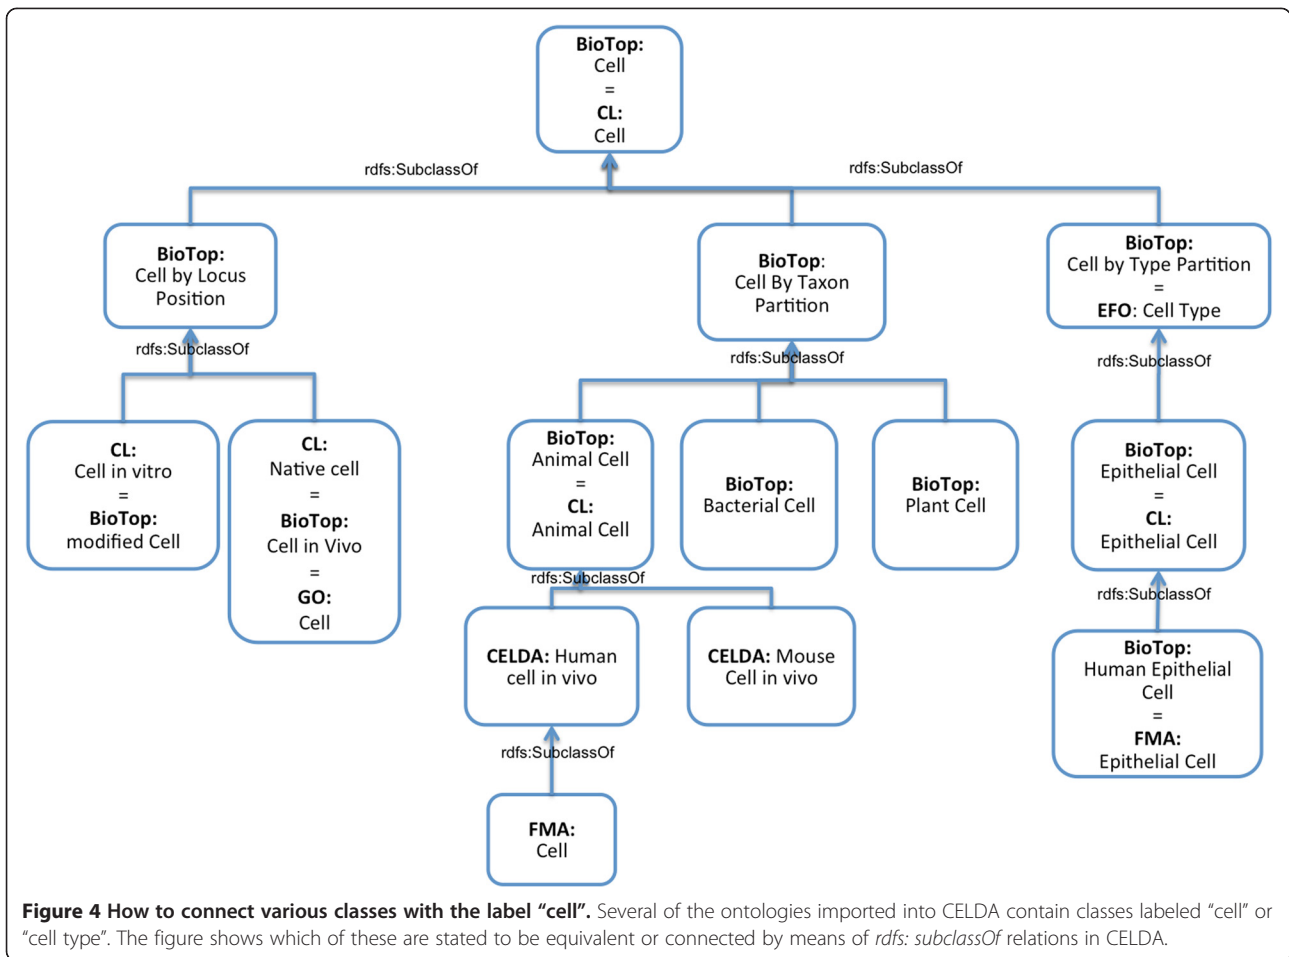 BioTop:
Cell
=
CL:
Cell
rdfs:SubclassOf
rdfs:SubclassOf
BioTop:
Cell by Locus
Position
BioTop:
Cell By Taxon
Partition
BioTop:
Cell by Type Partition
=
EFO: Cell Type
rdfs:SubclassOf
rdfs:SubclassOf
rdfs:SubclassOf
CL:
Cell in vitro
=
BioTop:
modified Cell
CL:
Native cell
=
BioTop:
Cell in Vivo
=
GO:
Cell
BioTop:
Animal Cell
=
CL:
Animal Cell
BioTop:
Bacterial Cell
BioTop:
Plant Cell
BioTop:
Epithelial Cell
=
CL:
Epithelial Cell
rdfs:SubclassOf
rdfs:SubclassOf
CELDA: Human
cell in vivo
CELDA: Mouse
Cell in vivo
BioTop:
Human Epithelial
Cell
=
FMA:
Epithelial Cell
rdfs:SubclassOf
FMA:
Cell
Figure 4 How to connect various classes with the label “cell”. Several of the ontologies imported into CELDA contain classes labeled “cell” or
“cell type”. The figure shows which of these are stated to be equivalent or connected by means of rdfs: subclassOf relations in CELDA.